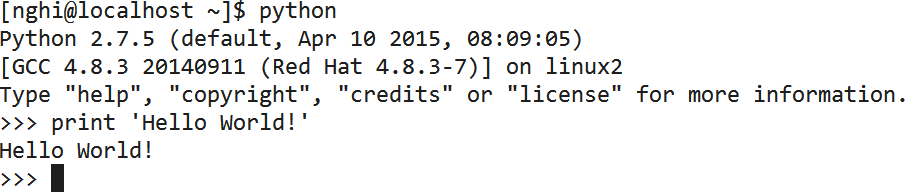 [nghi@localhost ~]$ python
Python 2.7.5 (default, Apr 10 2015, 08:09:05)
[GCC 4.8.3 20140911 (Red Hat 4.8.3-7)] on linux2
Type "help", "copyright", "credits" or "license" for more information.
>>> print 'Hello World!'
Hello World!
>>>